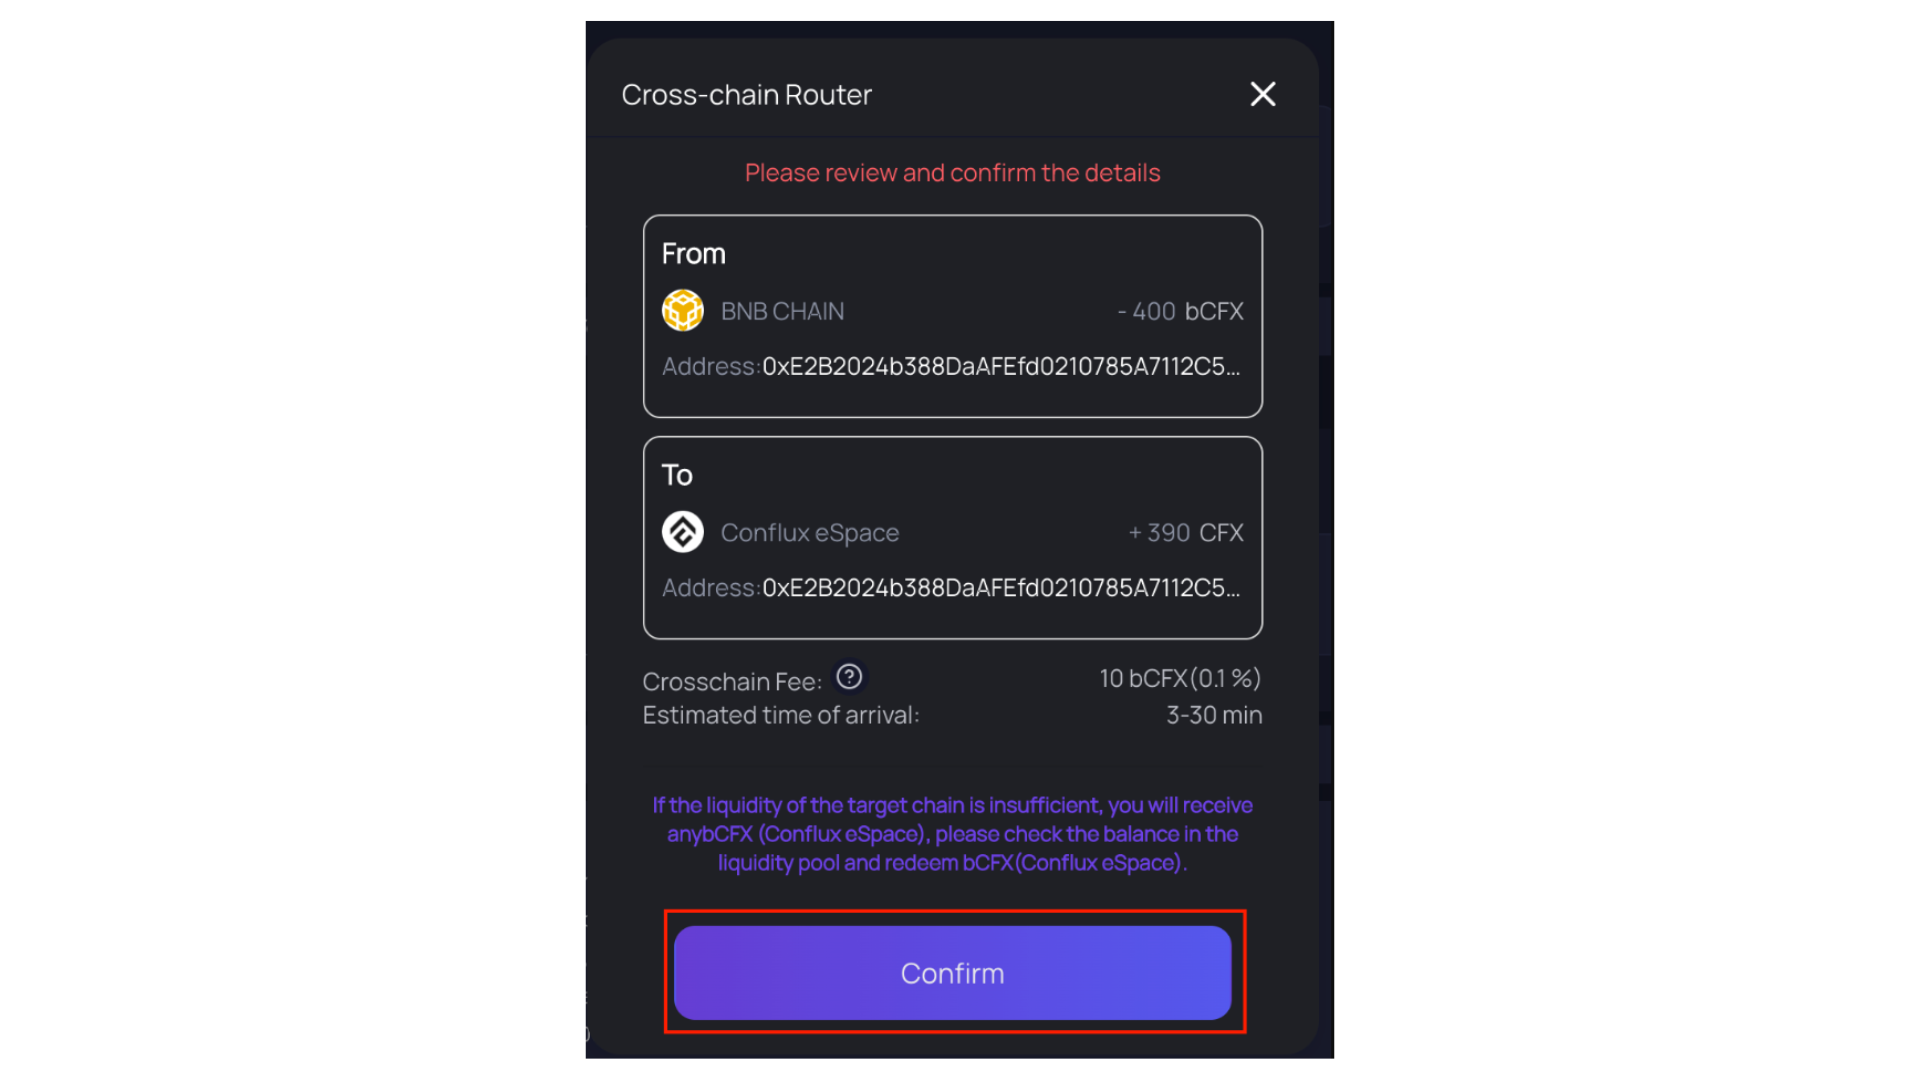 Cross-chain Router
Please review and confirm the details
From
BNB CHAIN - 400 bCFX
Address:0xE2B2024b388DaAFEfd0210785A7112C5...
To
Conflux eSpace + 390 CFX
Address:0xE2B2024b388DaAFEfd0210785A7112C5...
Crosschain Fee: ? 10 bCFX(0.1 %)
Estimated time of arrival: 3-30 min
If the liquidity of the target chain is insufficient, you will receive
anybCFX (Conflux eSpace), please check the balance in the
liquidity pool and redeem bCFX(Conflux eSpace).
Confirm